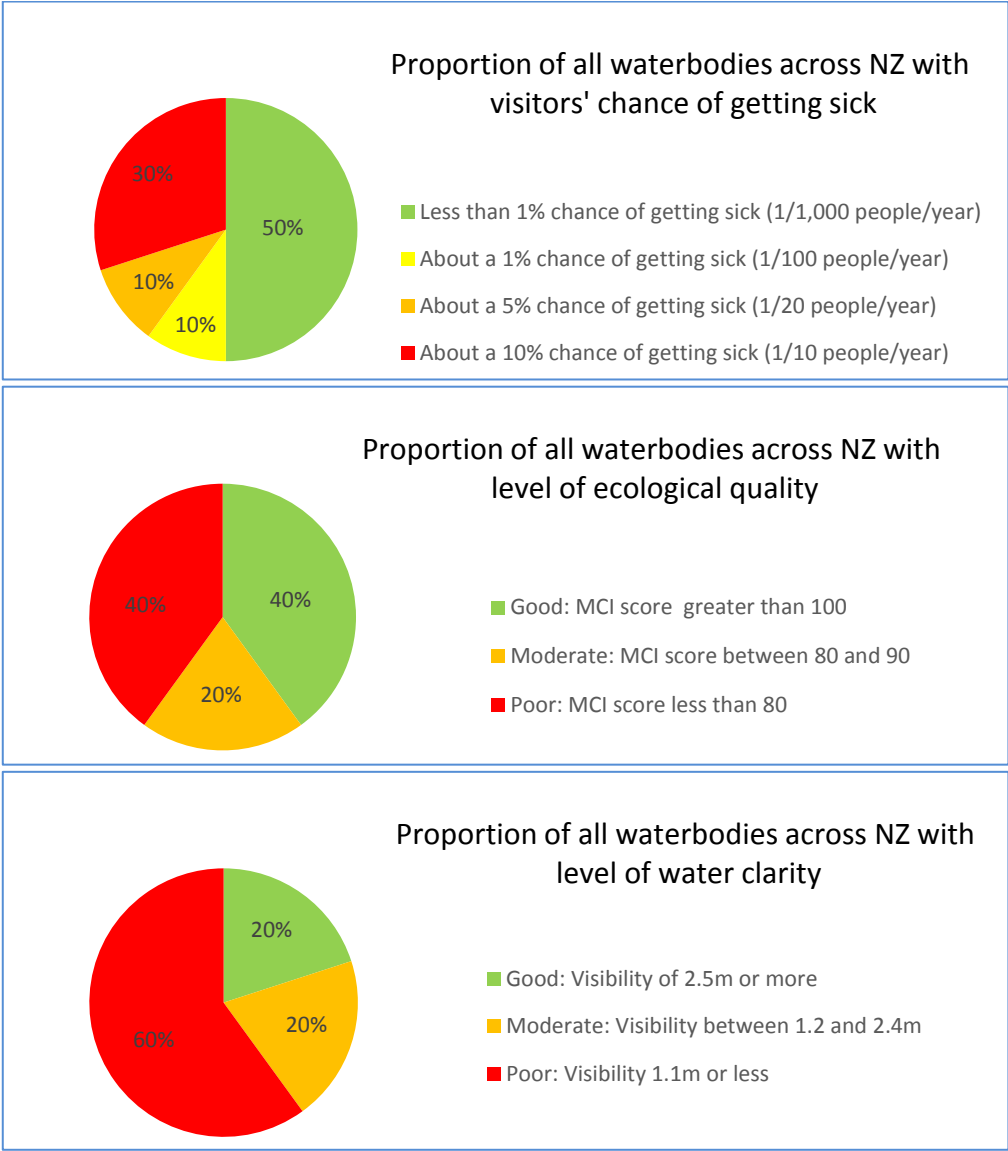 Proportion of all waterbodies across NZ with
visitors' chance of getting sick
30%
50%
10%
10%
Less than 1% chance of getting sick (1/1,000 people/year)
About a 1% chance of getting sick (1/100 people/year)
About a 5% chance of getting sick (1/20 people/year)
About a 10% chance of getting sick (1/10 people/year)
Proportion of all waterbodies across NZ with
level of ecological quality
40%
40%
20%
Good: MCI score greater than 100
Moderate: MCI score between 80 and 90
Poor: MCI score less than 80
Proportion of all waterbodies across NZ with
level of water clarity
20%
20%
60%
Good: Visibility of 2.5m or more
Moderate: Visibility between 1.2 and 2.4m
Poor: Visibility 1.1m or less